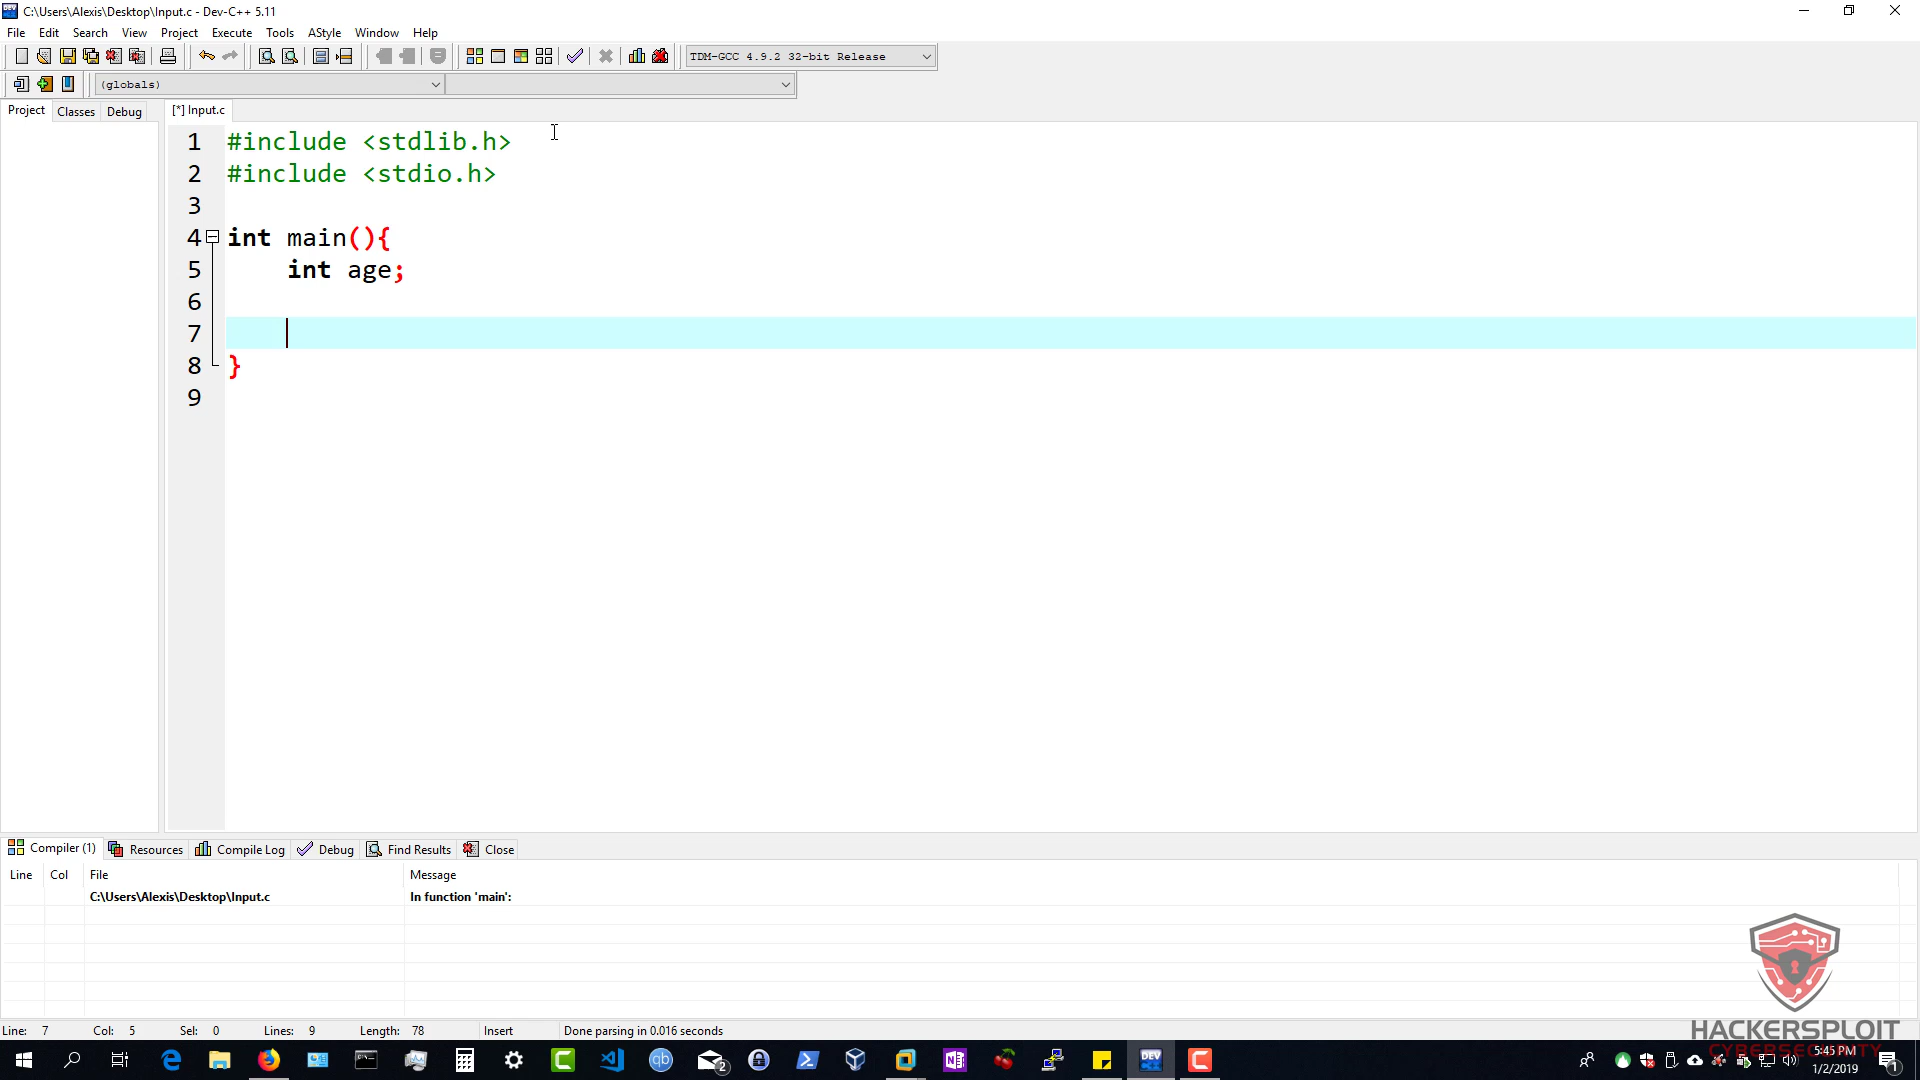 C:\Users\Alexis\Desktop\Input.c - Dev-C++ 5.11
File Edit Search View Project Execute Tools AStyle Window Help
TDM-GCC 4.9.2 32-bit Release
(globals)
Project Classes Debug [*] Input.c
1 #include <stdlib.h>
2 #include <stdio.h>
3
4 int main(){
5 int age;
6
7
8 }
9
Compiler (1) Resources Compile Log Debug Find Results Close
Line Col File Message
C:\Users\Alexis\Desktop\Input.c In function 'main':
Line: 7 Col: 5 Sel: 0 Lines: 9 Length: 78 Insert Done parsing in 0.016 seconds
HACKERSPLOIT
CYBERSECURITY
5:45 PM
1/2/2019